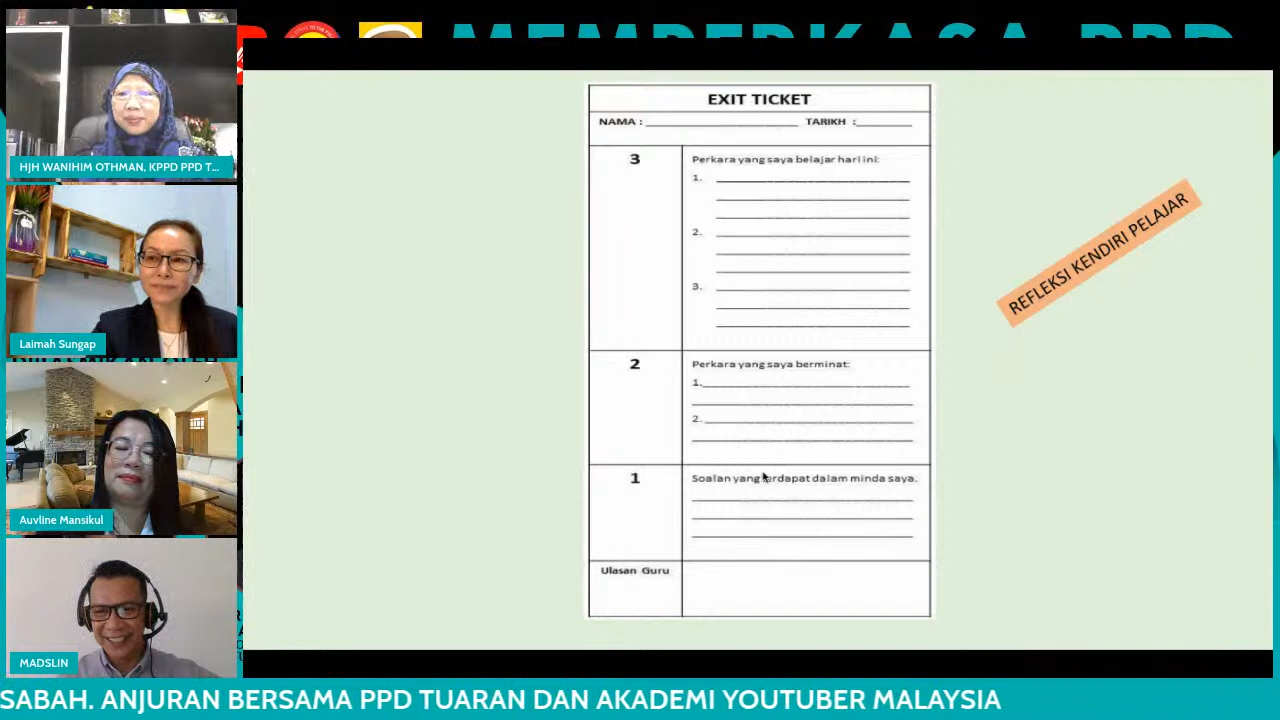 MEMPERKASA PPD
HJH WANIHIM OTHMAN, KPPD PPD T...
Laimah Sungap
Auvline Mansikul
MADSLIN
EXIT TICKET
NAMA : TARIKH :
3
Perkara yang saya belajar hari ini:
1.
2.
3.
2
Perkara yang saya berminat:
1.
2.
1
Soalan yang terdapat dalam minda saya.
Ulasan Guru
REFLEKSI KENDIRI PELAJAR
SABAH. ANJURAN BERSAMA PPD TUARAN DAN AKADEMI YOUTUBER MALAYSIA